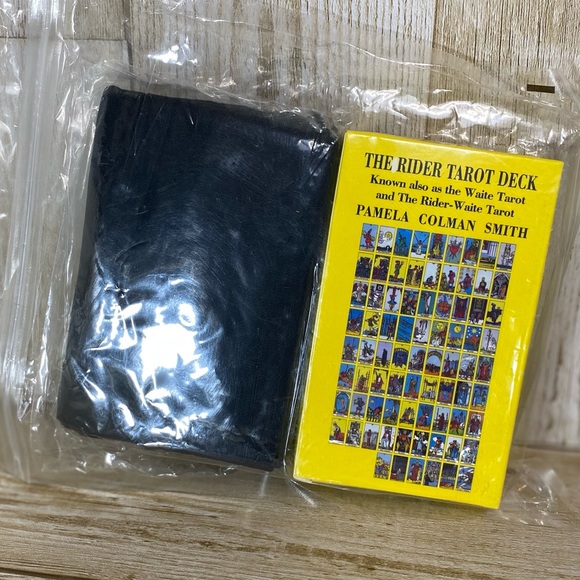 THE RIDER TAROT DECK
Known also as the Waite Tarot
and The Rider-Waite Tarot
PAMELA COLMAN SMITH